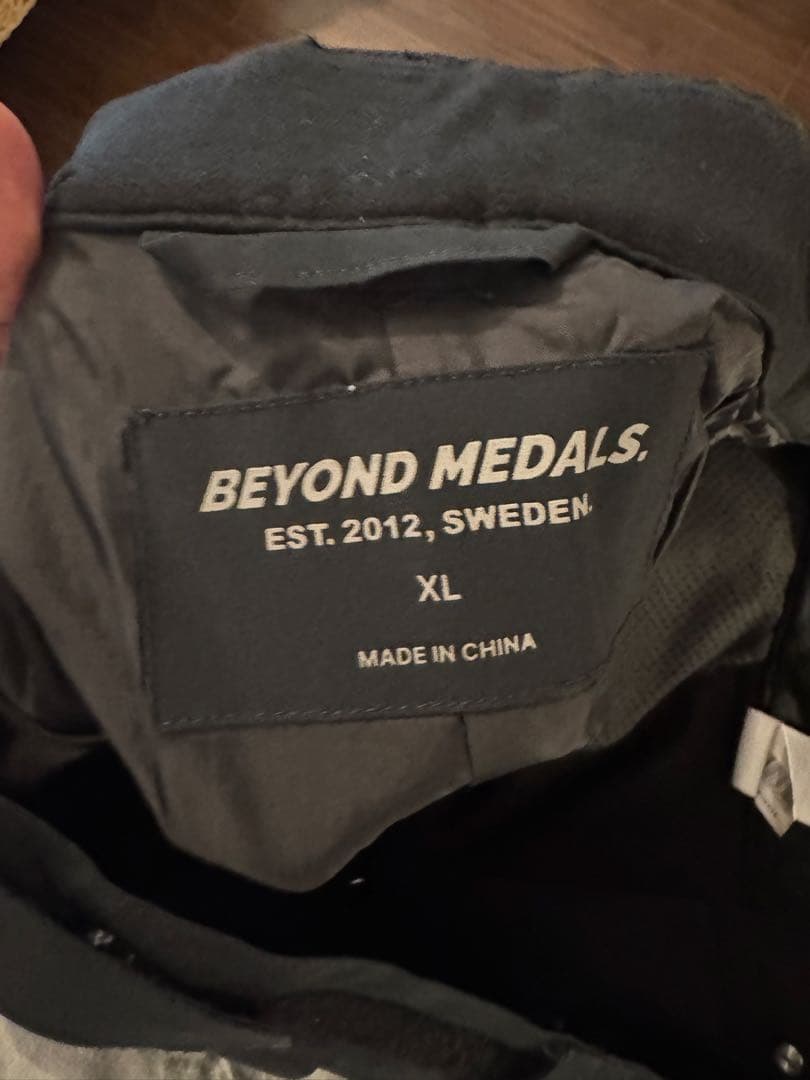 BEYOND MEDALS.
EST. 2012, SWEDEN.
XL
MADE IN CHINA